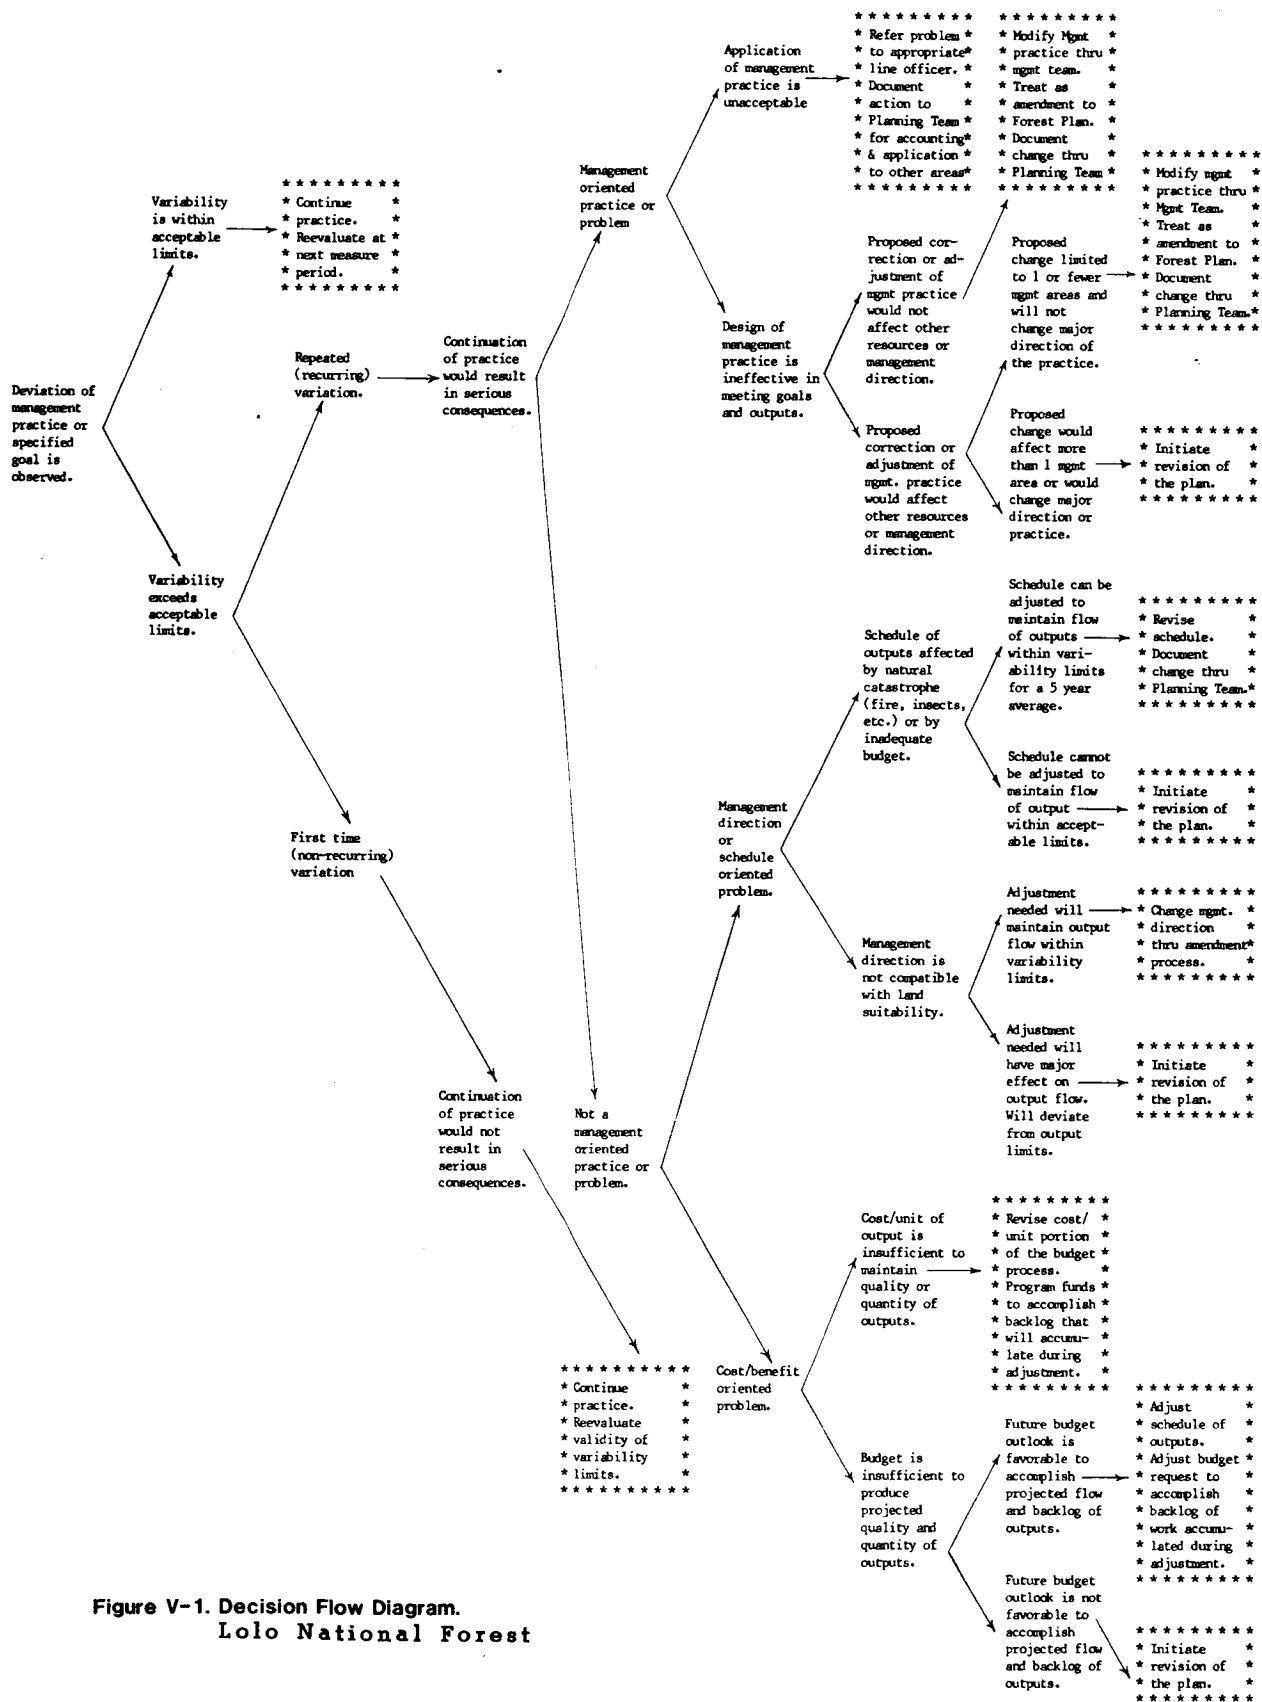 Deviation of
management
practice or
specified
goal is
observed.
Variability
is within
acceptable
limits.
* * * * * * * * *
* Continue *
* practice. *
* Reevaluate at *
* next measure *
* period. *
* * * * * * * * *
Variability
exceeds
acceptable
limits.
Repeated
(recurring)
variation.
First time
(non-recurring)
variation
Continuation
of practice
would result
in serious
consequences.
Continuation
of practice
would not
result in
serious
consequences.
* * * * * * * * * *
* Continue *
* practice. *
* Reevaluate *
* validity of *
* variability *
* limits. *
* * * * * * * * * *
Management
oriented
practice or
problem
Not a
management
oriented
practice or
problem.
Application
of management
practice is
unacceptable
* * * * * * * * *
* Refer problem *
* to appropriate*
* line officer. *
* Document *
* action to *
* Planning Team *
* for accounting*
* & application *
* to other areas*
* * * * * * * * *
Design of
management
practice is
ineffective in
meeting goals
and outputs.
Proposed cor-
rection or ad-
justment of
mgmt practice
would not
affect other
resources or
management
direction.
* * * * * * * * *
* Modify Mgmt *
* practice thru *
* mgmt team. *
* Treat as *
* amendment to *
* Forest Plan. *
* Document *
* change thru *
* Planning Team *
* * * * * * * * *
Proposed
correction or
adjustment of
mgmt. practice
would affect
other resources
or management
direction.
Proposed
change limited
to 1 or fewer
mgmt areas and
will not
change major
direction of
the practice.
* * * * * * * * *
* Modify mgmt *
* practice thru *
* Mgmt Team. *
* Treat as *
* amendment to *
* Forest Plan. *
* Document *
* change thru *
* Planning Team.*
* * * * * * * * *
Proposed
change would
affect more
than 1 mgmt
area or would
change major
direction or
practice.
* * * * * * * * *
* Initiate *
* revision of *
* the plan. *
* * * * * * * * *
Management
direction
or
schedule
oriented
problem.
Schedule of
outputs affected
by natural
catastrophe
(fire, insects,
etc.) or by
inadequate
budget.
Schedule can be
adjusted to
maintain flow
of outputs
within vari-
ability limits
for a 5 year
average.
* * * * * * * * *
* Revise *
* schedule. *
* Document *
* change thru *
* Planning Team.*
* * * * * * * * *
Schedule cannot
be adjusted to
maintain flow
of output
within accept-
able limits.
* * * * * * * * *
* Initiate *
* revision of *
* the plan. *
* * * * * * * * *
Management
direction is
not compatible
with land
suitability.
Adjustment
needed will
maintain output
flow within
variability
limits.
* * * * * * * * *
* Change mgmt. *
* direction *
* thru amendment*
* process. *
* * * * * * * * *
Adjustment
needed will
have major
effect on
output flow.
Will deviate
from output
limits.
* * * * * * * * *
* Initiate *
* revision of *
* the plan. *
* * * * * * * * *
Cost/benefit
oriented
problem.
Cost/unit of
output is
insufficient to
maintain
quality or
quantity of
outputs.
* * * * * * * * *
* Revise cost/ *
* unit portion *
* of the budget *
* process. *
* Program funds *
* to accomplish *
* backlog that *
* will accumu- *
* late during *
* adjustment. *
* * * * * * * * *
Budget is
insufficient to
produce
projected
quality and
quantity of
outputs.
Future budget
outlook is
favorable to
accomplish
projected flow
and backlog of
outputs.
* * * * * * * * *
* Adjust *
* schedule of *
* outputs. *
* Adjust budget *
* request to *
* accomplish *
* backlog of *
* work accumu- *
* lated during *
* adjustment. *
* * * * * * * * *
Future budget
outlook is not
favorable to
accomplish
projected flow
and backlog of
outputs.
* * * * * * * * *
* Initiate *
* revision of *
* the plan. *
* * * * * * * * *
Figure V-1. Decision Flow Diagram.
Lolo National Forest